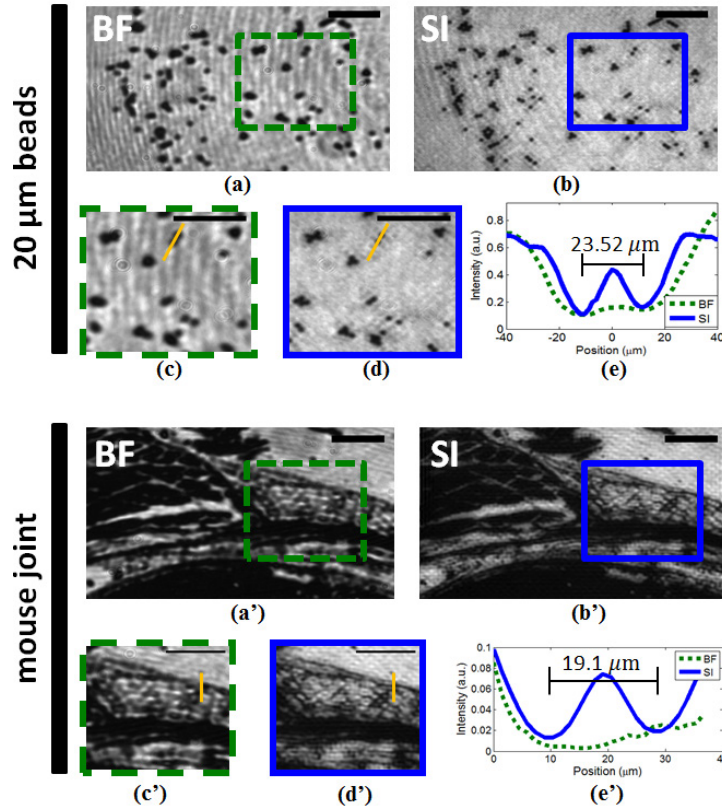 20 μm beads
BF
SI
(a)
(b)
(c)
(d)
(e)
Intensity (a.u.)
0.8
0.6
0.4
0.2
0
-40
-20
0
20
40
Position (μm)
23.52 μm
BF
SI
mouse joint
BF
SI
(a')
(b')
(c')
(d')
(e')
Intensity (a.u.)
0.1
0.08
0.06
0.04
0.02
0
0
10
20
30
40
Position (μm)
19.1 μm
BF
SI